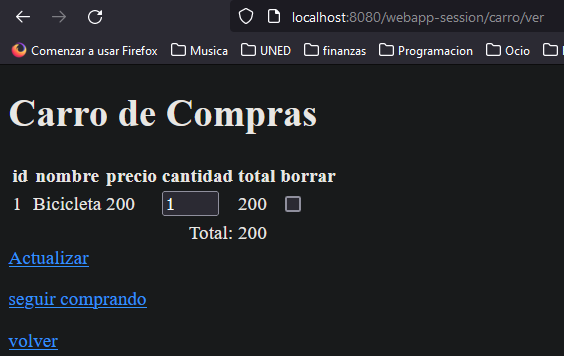 localhost:8080/webapp-session/carro/ver
Comenzar a usar Firefox Musica UNED finanzas Programacion Ocio
Carro de Compras
id nombre precio cantidad total borrar
1 Bicicleta 200 1 200
Total: 200
Actualizar
seguir comprando
volver